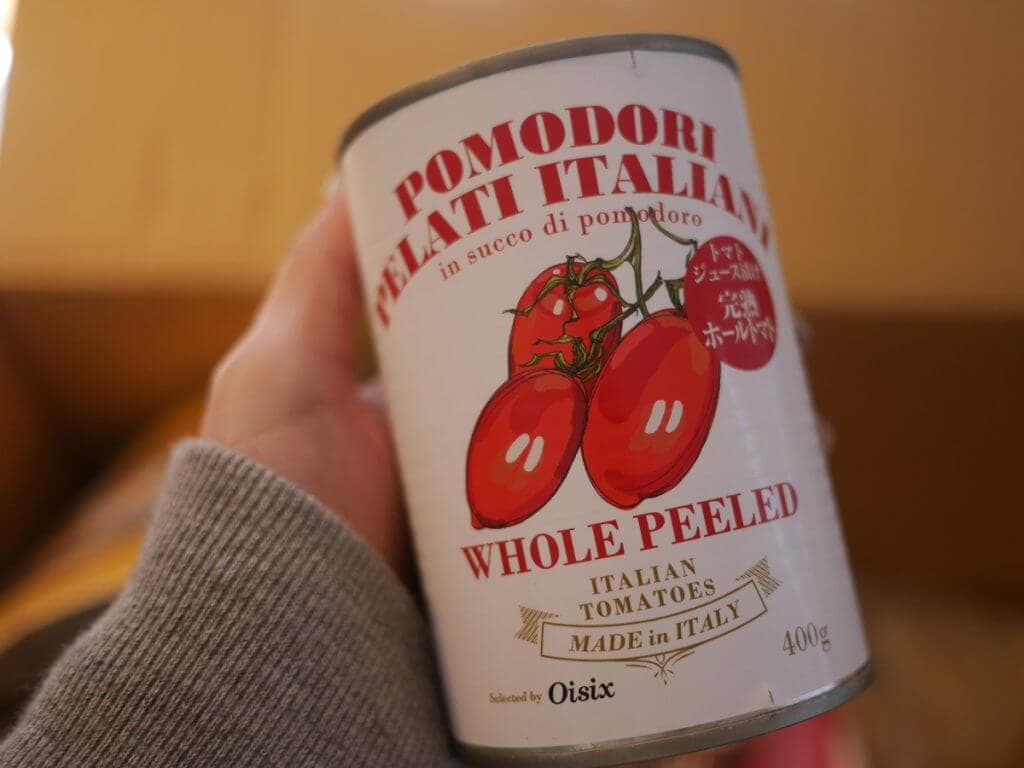 POMODORI
PELATI ITALIANI
in succo di pomodoro
トマト
ジュース漬け
完熟
ホールトマト
WHOLE PEELED
ITALIAN
TOMATOES
MADE in ITALY
400g
Selected by Oisix